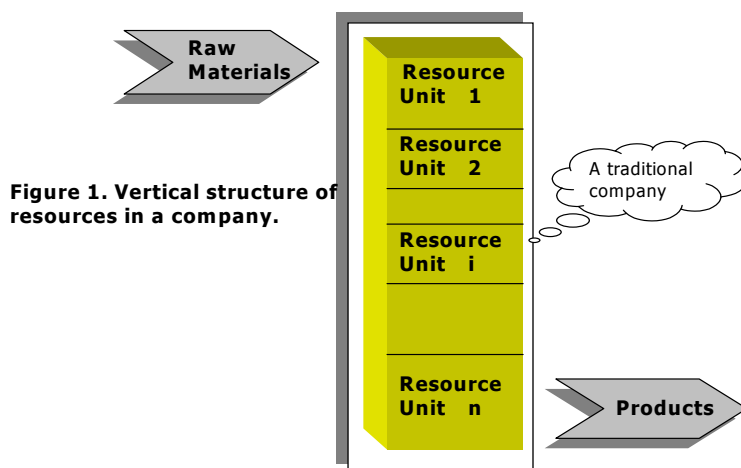 Raw
Materials
Resource
Unit 1
Resource
Unit 2
A traditional
company
Figure 1. Vertical structure of
resources in a company.
Resource
Unit i
Resource
Unit n
Products